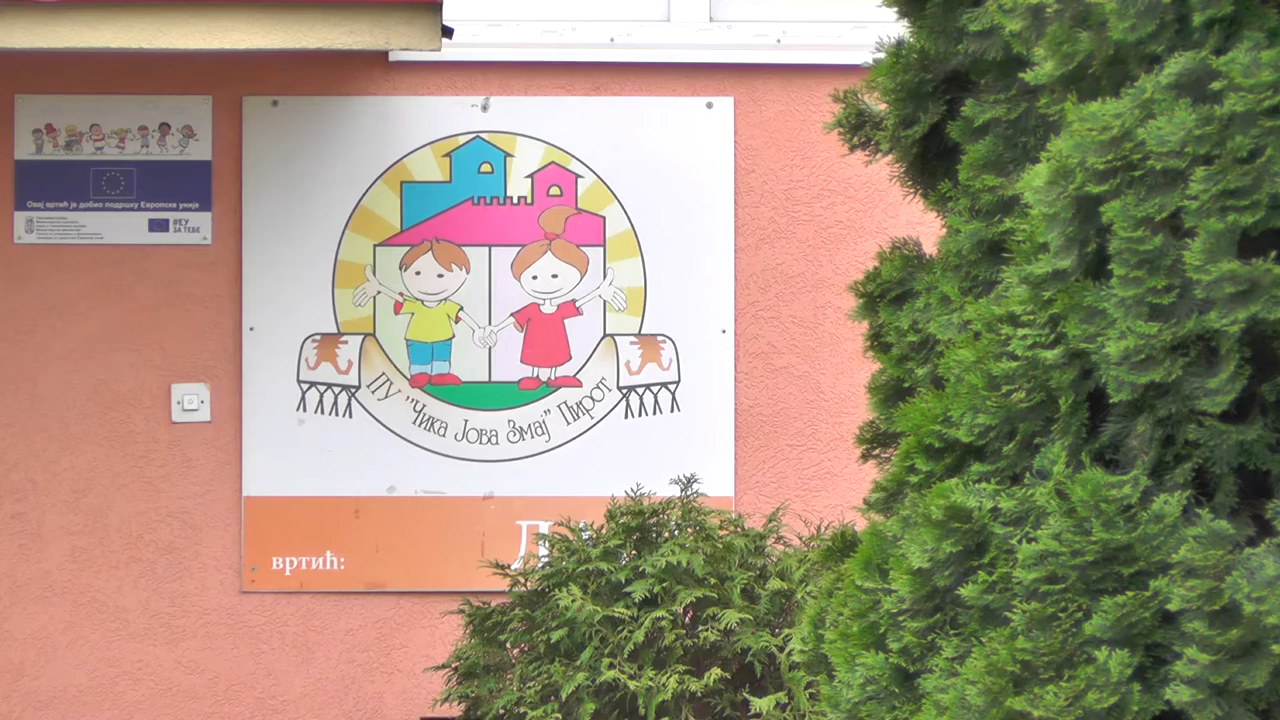 Овај вртић је добио подршку Европске уније
#ЕУ
ЗА ТЕБЕ
ПУ "Чика Јова Змај" Пирот
вртић: